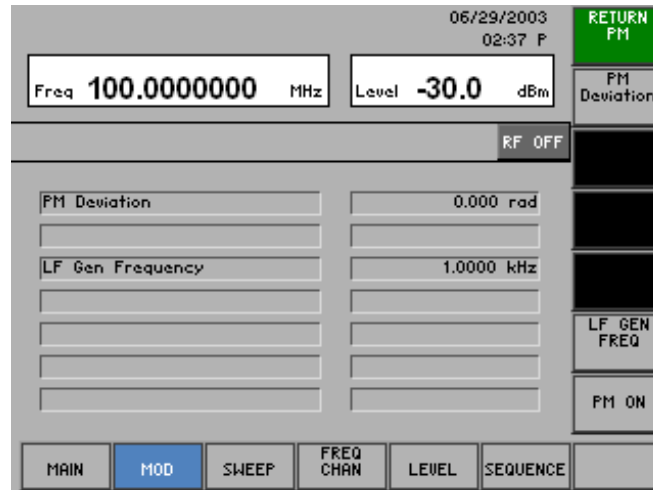 06/29/2003
02:37 P
Freq 100.0000000 MHz
Level -30.0 dBm
RF OFF
PM Deviation 0.000 rad
LF Gen Frequency 1.0000 kHz
RETURN
PM
PM
Deviation
LF GEN
FREQ
PM ON
MAIN
MOD
SWEEP
FREQ
CHAN
LEVEL
SEQUENCE